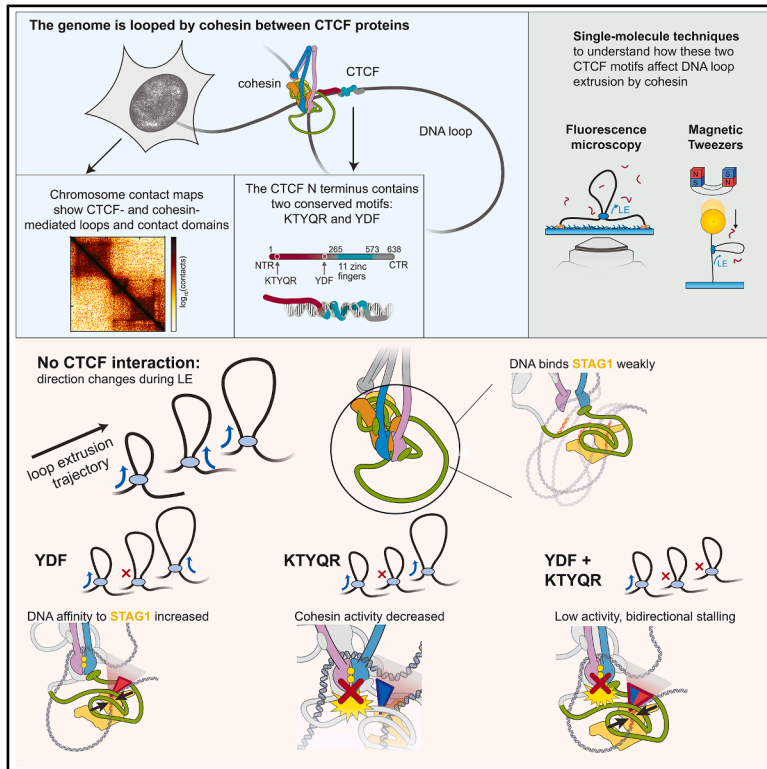 The genome is looped by cohesin between CTCF proteins
cohesin
CTCF
DNA loop
Chromosome contact maps
show CTCF- and cohesin-
mediated loops and contact domains
log₁₀(contacts)
The CTCF N terminus contains
two conserved motifs:
KTYQR and YDF
1
265
573
638
NTR
CTR
KTYQR
YDF
11 zinc
fingers
Single-molecule techniques
to understand how these two
CTCF motifs affect DNA loop
extrusion by cohesin
Fluorescence
microscopy
LE
Magnetic
Tweezers
N
S
S
N
LE
No CTCF interaction:
direction changes during LE
loop extrusion
trajectory
DNA binds STAG1 weakly
YDF
KTYQR
YDF +
KTYQR
DNA affinity to STAG1 increased
Cohesin activity decreased
Low activity, bidirectional stalling